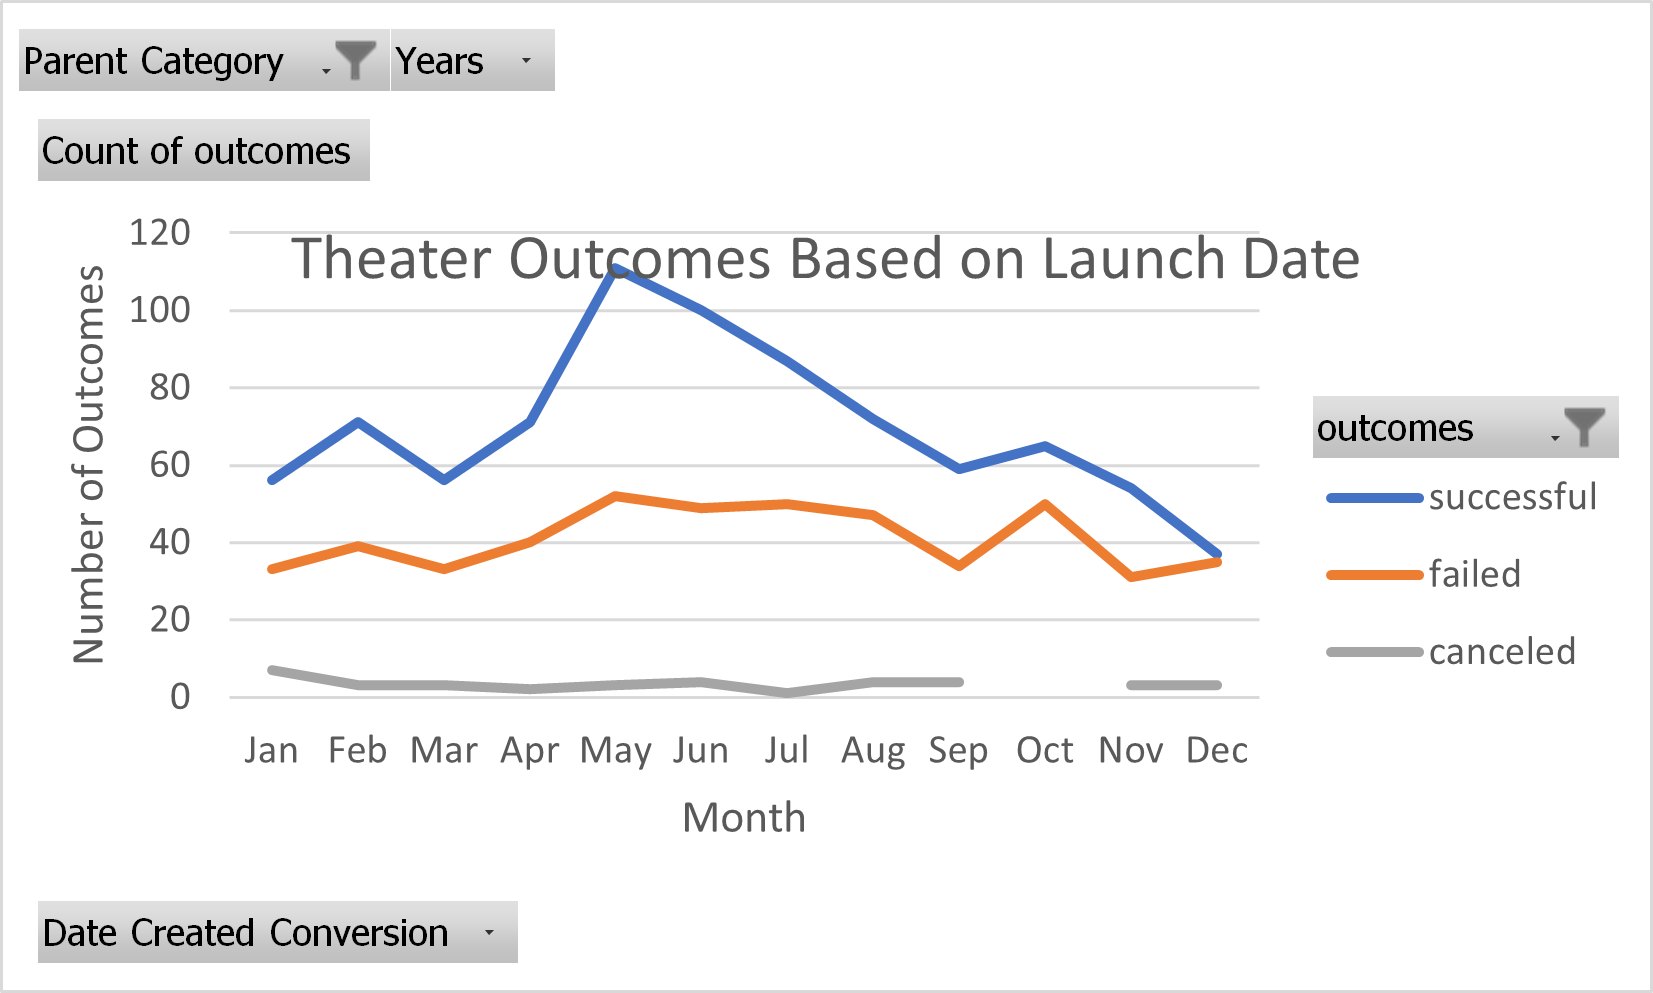 Parent Category Years
Count of outcomes
Theater Outcomes Based on Launch Date
Number of Outcomes
120
100
80
60
40
20
0
Jan Feb Mar Apr May Jun Jul Aug Sep Oct Nov Dec
Month
outcomes
successful
failed
canceled
Date Created Conversion